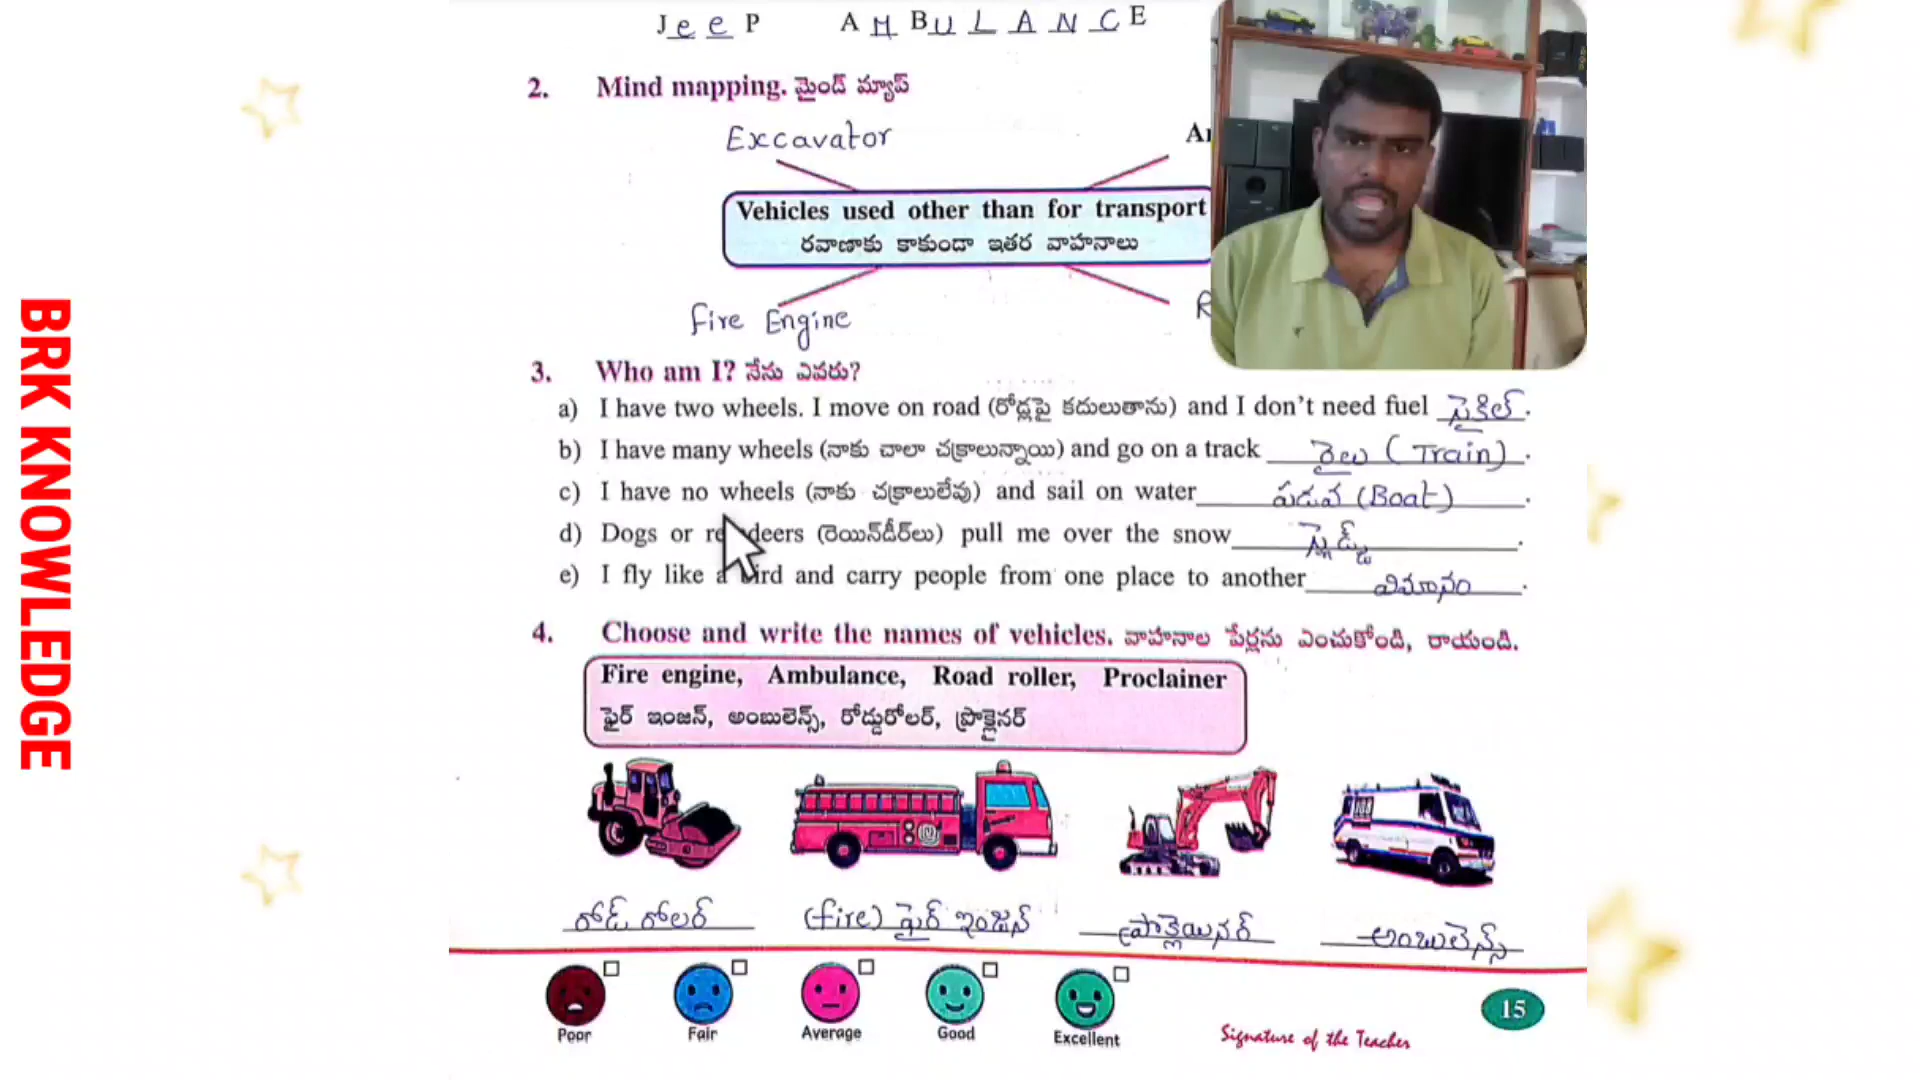 BRK KNOWLEDGE
JeeP AMBULANCE
2. Mind mapping. మైండ్ మ్యాప్
Excavator
Vehicles used other than for transport
రవాణాకు కాకుండా ఇతర వాహనాలు
Fire Engine
3. Who am I? నేను ఎవరు?
a) I have two wheels. I move on road (రోడ్లపై కదులుతాను) and I don't need fuel సైకిల్.
b) I have many wheels (నాకు చాలా చక్రాలున్నాయి) and go on a track రైలు (Train).
c) I have no wheels (నాకు చక్రాలులేవు) and sail on water పడవ (Boat).
d) Dogs or deers (రెయిన్‌డీర్‌లు) pull me over the snow స్లెడ్జ్.
e) I fly like a bird and carry people from one place to another విమానం.
4. Choose and write the names of vehicles. వాహనాల పేర్లను ఎంచుకోండి, రాయండి.
Fire engine, Ambulance, Road roller, Proclainer
ఫైర్ ఇంజన్, అంబులెన్స్, రోడ్డురోలర్, ప్రొక్లైనర్
108
రోడ్ రోలర్ (fire) ఫైర్ ఇంజన్ ప్రొక్లెయినర్ అంబులెన్స్
Poor Fair Average Good Excellent
Signature of the Teacher
15